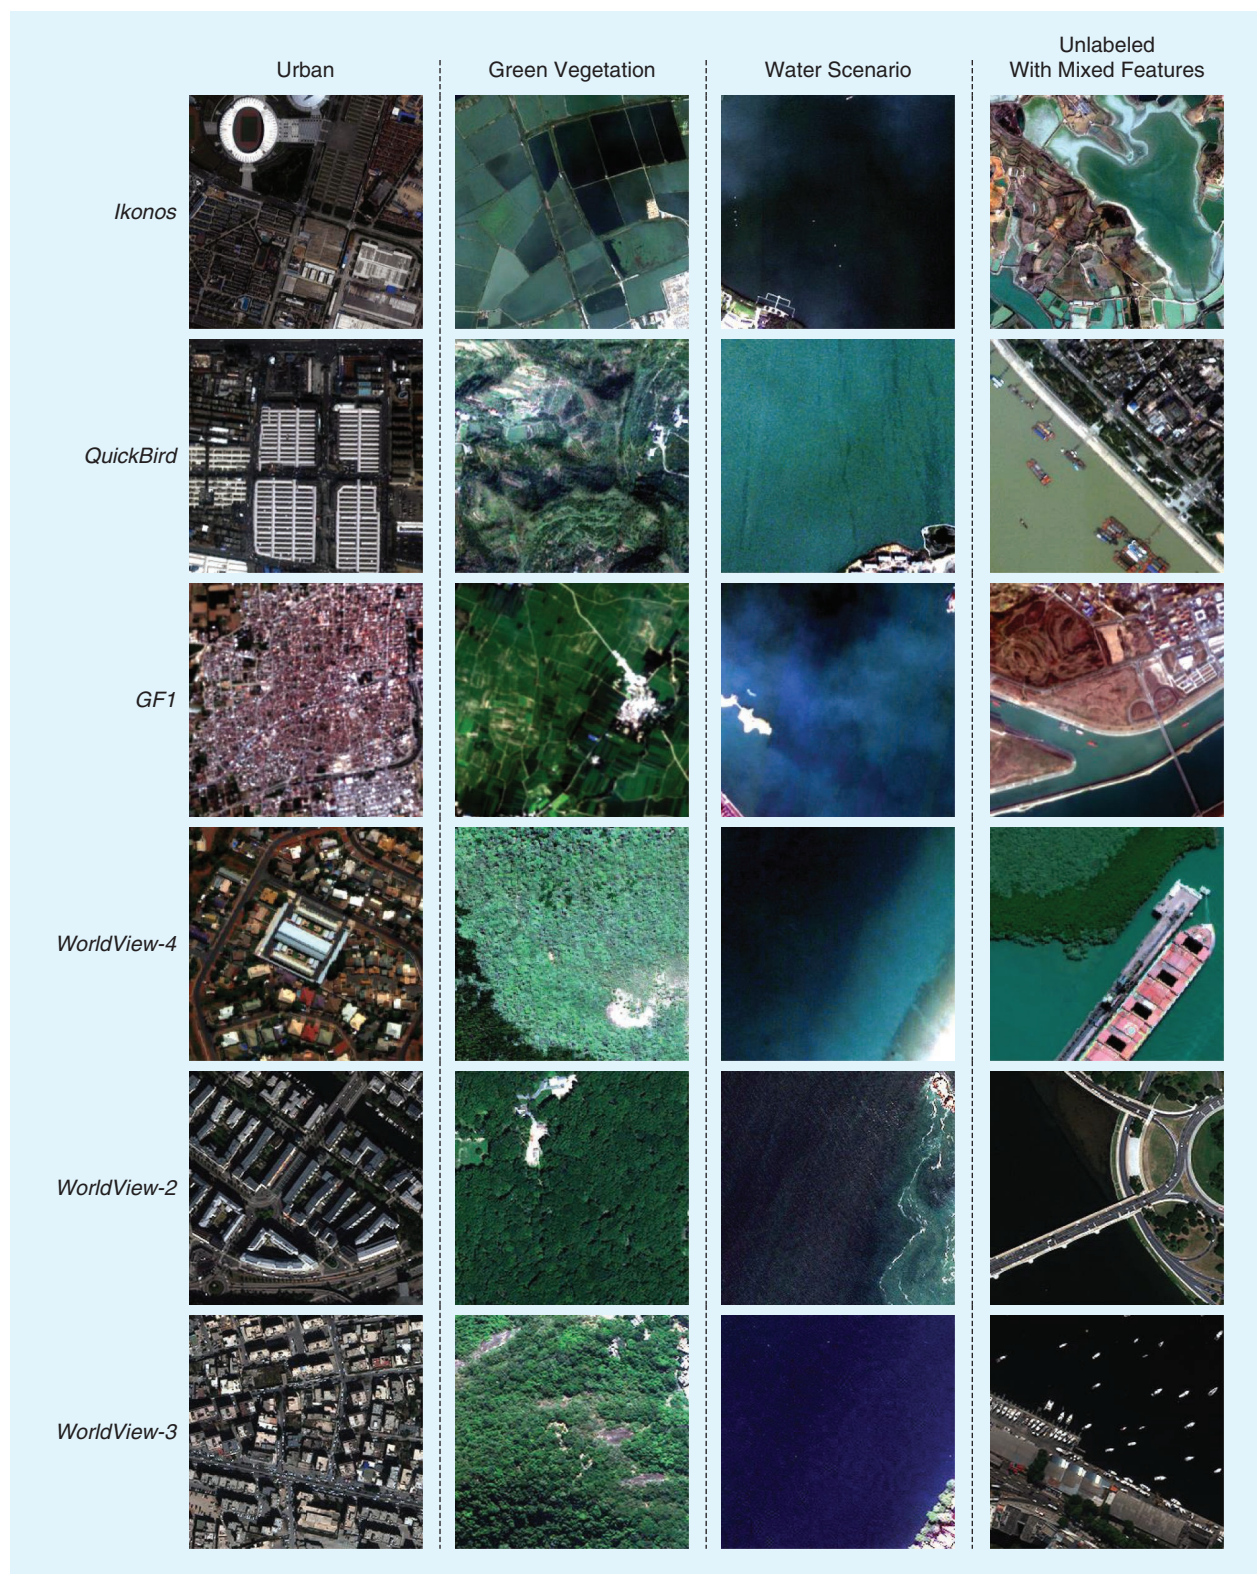 Unlabeled
Urban
Green Vegetation
Water Scenario
With Mixed Features
Ikonos
QuickBird
GF1
WorldView-4
WorldView-2
WorldView-3